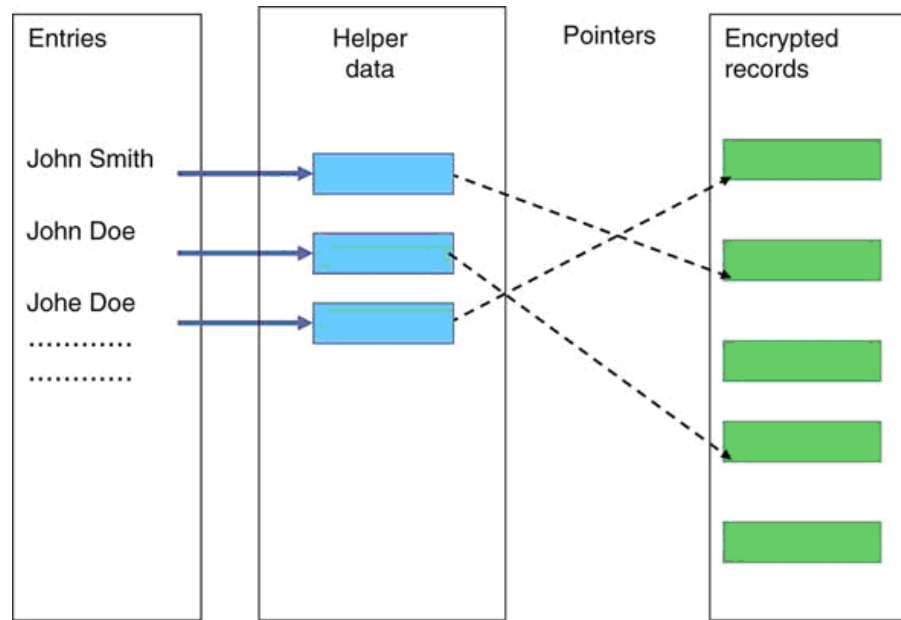 Entries
Helper
data
Pointers
Encrypted
records
John Smith
John Doe
Johe Doe
............
............